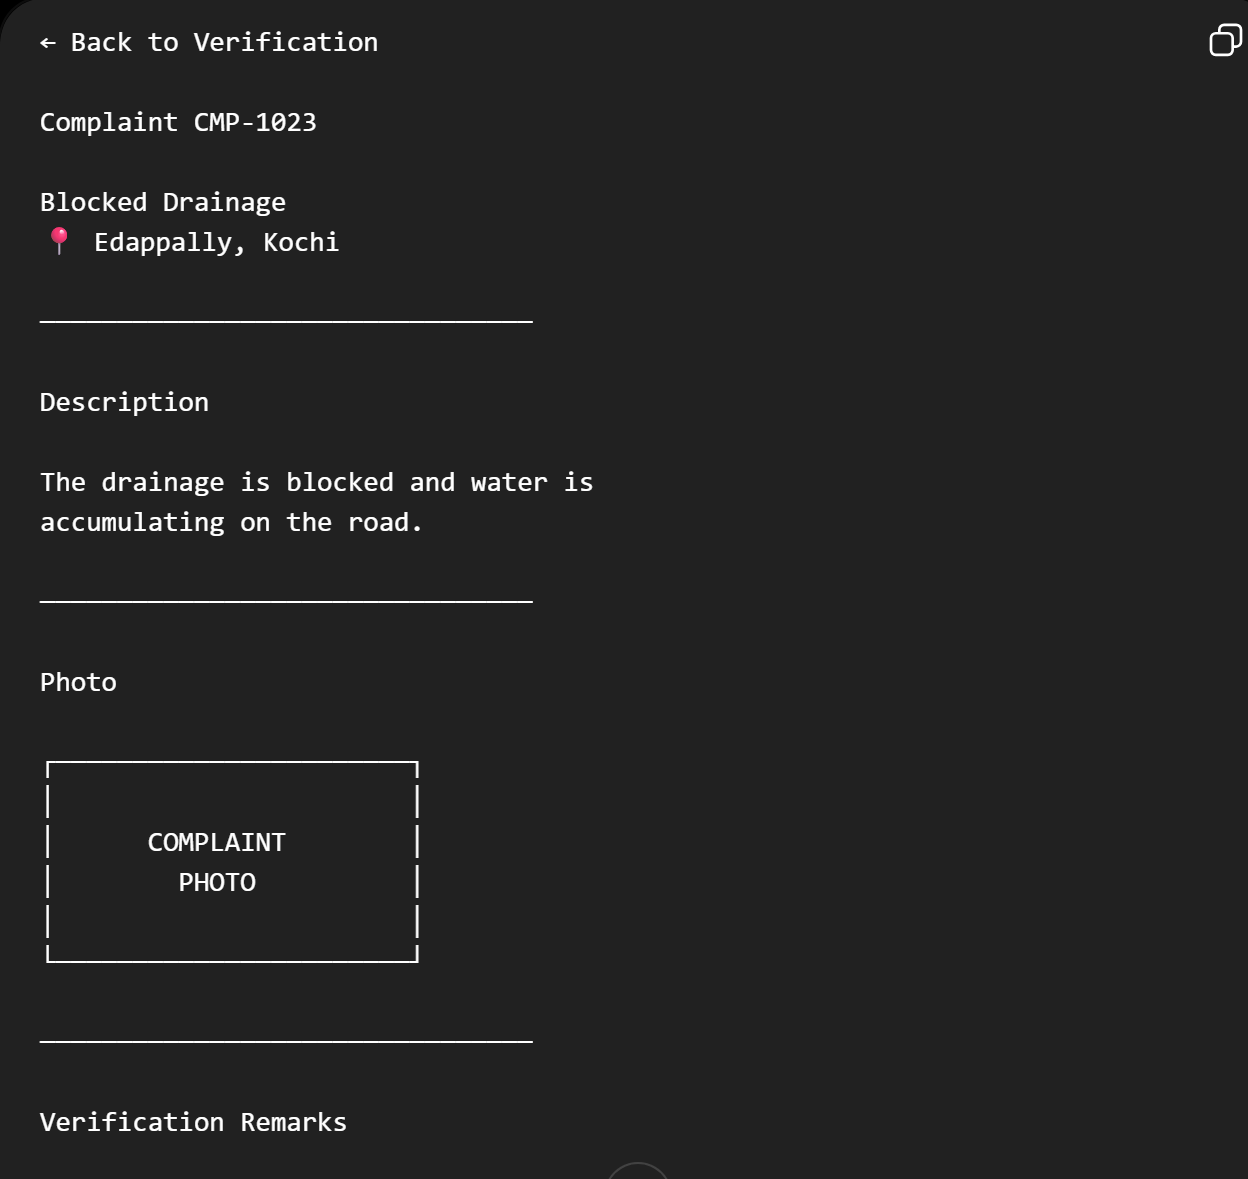 ← Back to Verification
Complaint CMP-1023
Blocked Drainage
📍 Edappally, Kochi
Description
The drainage is blocked and water is
accumulating on the road.
Photo
COMPLAINT
PHOTO
Verification Remarks